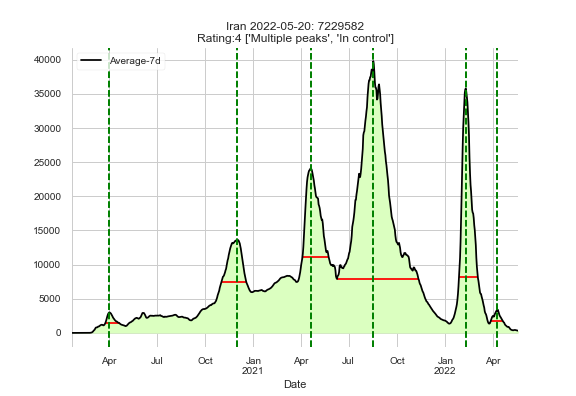 Iran 2022-05-20: 7229582
Rating:4 ['Multiple peaks', 'In control']
Average-7d
40000
35000
30000
25000
20000
15000
10000
5000
0
Apr Jul Oct Jan Apr Jul Oct Jan Apr
2021 2022
Date